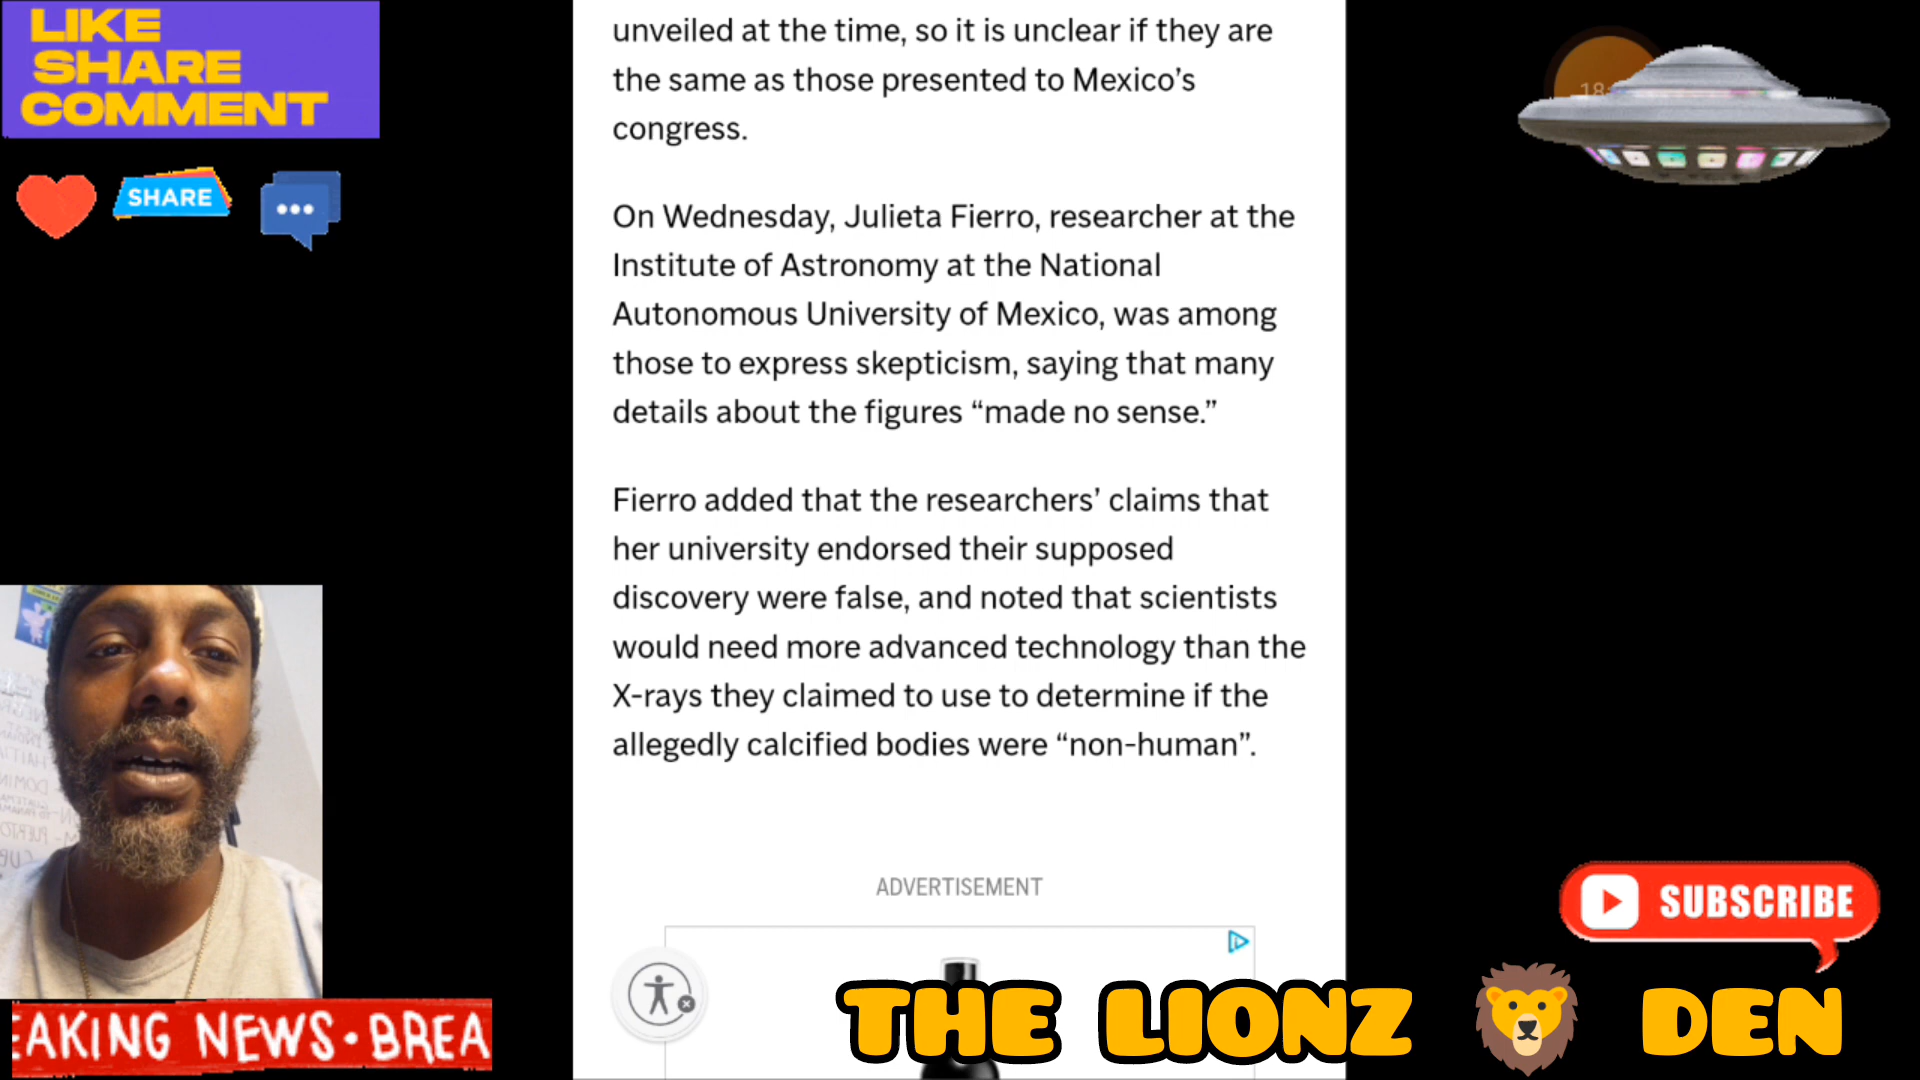 LIKE
SHARE
COMMENT
SHARE
unveiled at the time, so it is unclear if they are
the same as those presented to Mexico’s
congress.
On Wednesday, Julieta Fierro, researcher at the
Institute of Astronomy at the National
Autonomous University of Mexico, was among
those to express skepticism, saying that many
details about the figures “made no sense.”
Fierro added that the researchers’ claims that
her university endorsed their supposed
discovery were false, and noted that scientists
would need more advanced technology than the
X-rays they claimed to use to determine if the
allegedly calcified bodies were “non-human”.
ADVERTISEMENT
SUBSCRIBE
EAKING NEWS • BREA
THE LIONZ DEN